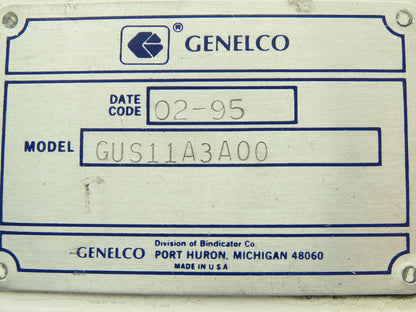 ® GENELCO
DATE CODE 02-95
MODEL GUS11A3A00
GENELCO Division of Bindicator Co.
PORT HURON, MICHIGAN 48060
MADE IN U S A